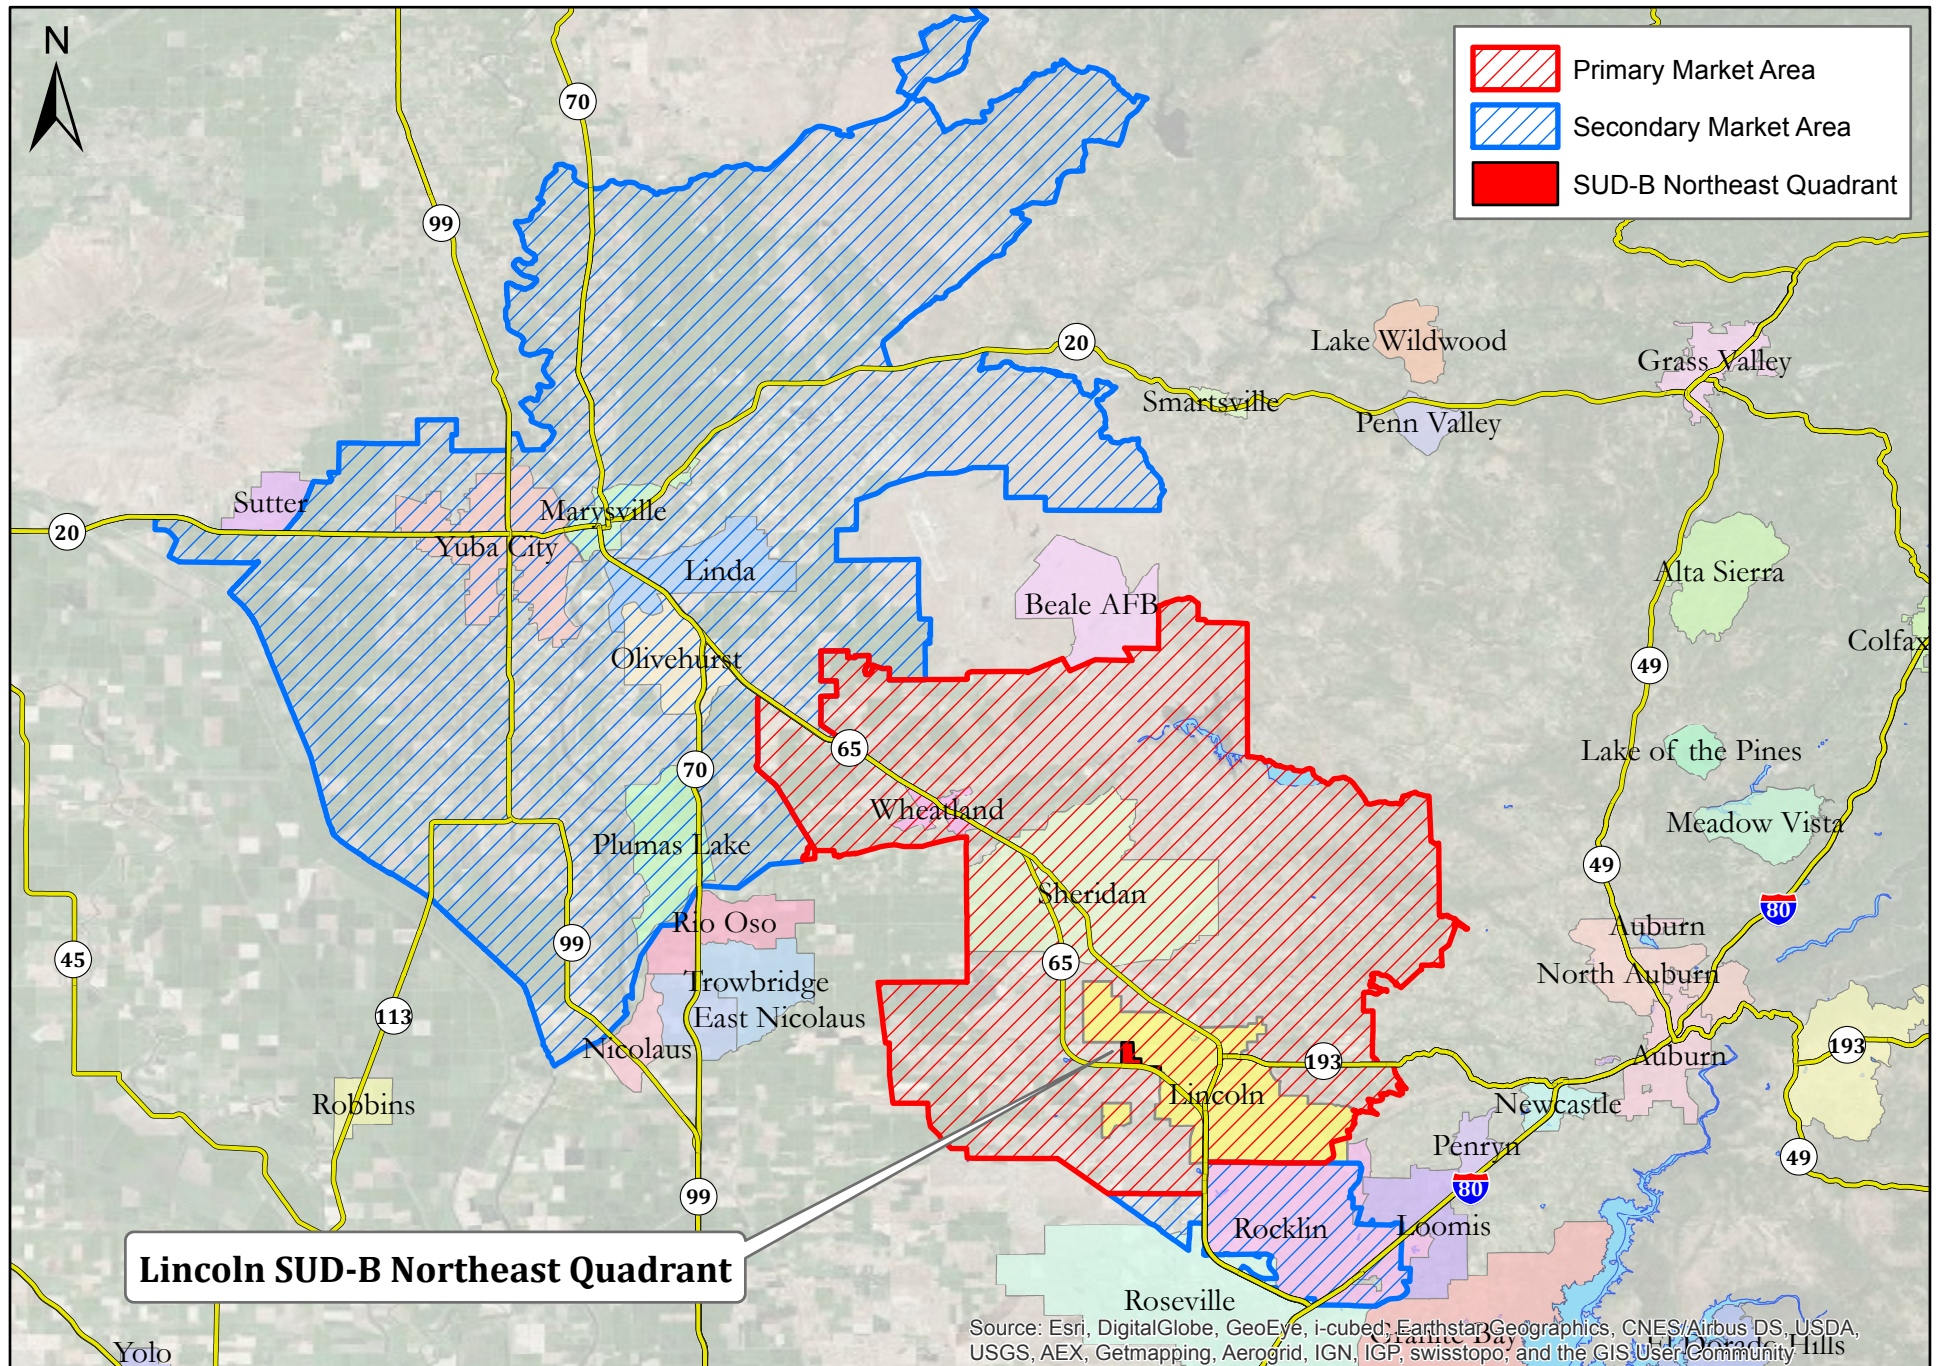 N
Primary Market Area
Secondary Market Area
SUD-B Northeast Quadrant
70
99
20
Lake Wildwood
Grass Valley
Smartsville
Penn Valley
Sutter
Marysville
20
Yuba City
Linda
Alta Sierra
Beale AFB
Colfax
Olivehurst
49
65
Lake of the Pines
70
Wheatland
Meadow Vista
Plumas Lake
49
Sheridan
80
Rio Oso
Auburn
99
45
65
North Auburn
Trowbridge
113
East Nicolaus
Nicolaus
193
193
Auburn
Robbins
Lincoln
Newcastle
Penryn
49
80
99
Rocklin
Loomis
Lincoln SUD-B Northeast Quadrant
Roseville
Granite Bay
El Dorado Hills
Yolo
Source: Esri, DigitalGlobe, GeoEye, i-cubed, Earthstar Geographics, CNES/Airbus DS, USDA,
USGS, AEX, Getmapping, Aerogrid, IGN, IGP, swisstopo, and the GIS User Community